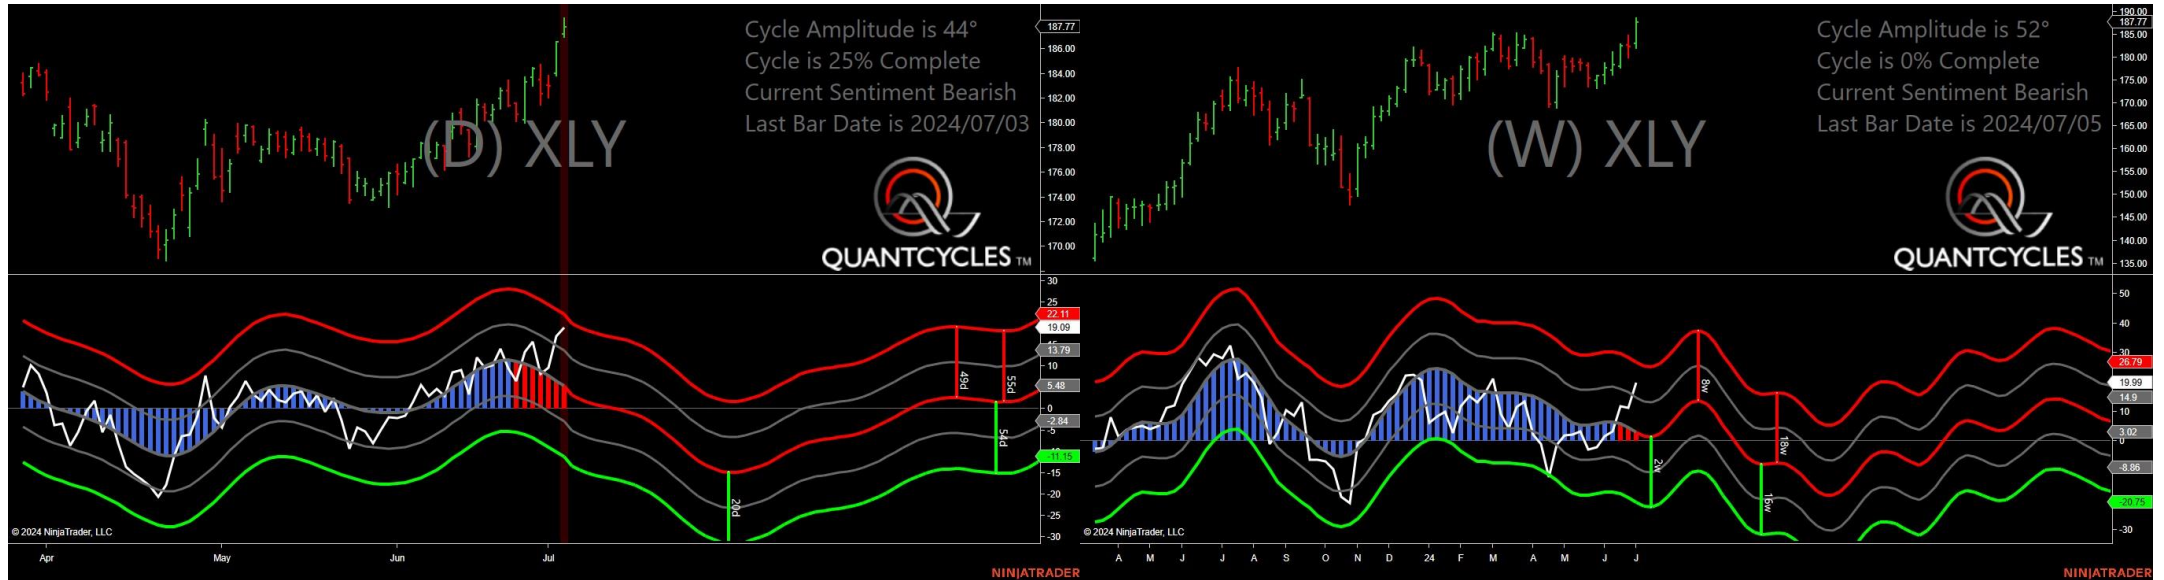 Cycle Amplitude is 44°
Cycle is 25% Complete
Current Sentiment Bearish
Last Bar Date is 2024/07/03
(D) XLY
QUANTCYCLES TM
187.77
186.00
184.00
182.00
180.00
178.00
176.00
174.00
172.00
170.00
30
25
22.11
19.09
13.79
10
5.48
0
-2.84
-5
-11.15
-15
-20
-25
-30
20d
49d
55d
54d
© 2024 NinjaTrader, LLC
Apr May Jun Jul
NINJATRADER
Cycle Amplitude is 52°
Cycle is 0% Complete
Current Sentiment Bearish
Last Bar Date is 2024/07/05
(W) XLY
QUANTCYCLES TM
190.00
187.77
185.00
180.00
175.00
170.00
165.00
160.00
155.00
150.00
145.00
140.00
135.00
50
40
30
26.79
19.99
14.9
10
3.02
0
-8.86
-20.75
-30
2w
8w
16w
18w
© 2024 NinjaTrader, LLC
A M J J A S O N D 24 F M A M J J
NINJATRADER